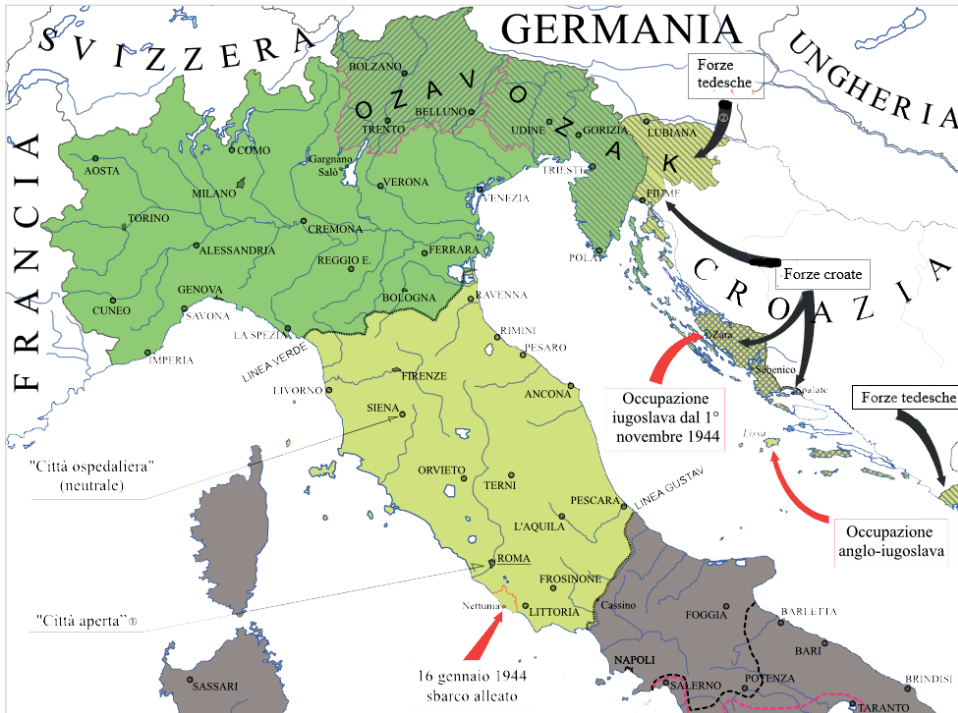 SVIZZERA
GERMANIA
UNGHERIA
FRANCIA
CROAZIA
OZAV
OZAK
Forze
tedesche
②
BOLZANO
TRENTO
BELLUNO
UDINE
GORIZIA
LUBIANA
TRIESTE
FIUME
POLA
COMO
AOSTA
MILANO
Gargnano
Salò
VERONA
VENEZIA
TORINO
CREMONA
ALESSANDRIA
REGGIO E.
FERRARA
BOLOGNA
RAVENNA
CUNEO
GENOVA
SAVONA
LA SPEZIA
IMPERIA
LINEA VERDE
RIMINI
PESARO
LIVORNO
FIRENZE
SIENA
ANCONA
Forze croate
Zara
Sebenico
Spalato
Occupazione
iugoslava dal 1°
novembre 1944
Forze tedesche
Lissa
"Città ospedaliera"
(neutrale)
ORVIETO
TERNI
PESCARA
LINEA GUSTAV
L'AQUILA
Occupazione
anglo-iugoslava
ROMA
FROSINONE
Nettunia
LITTORIA
Cassino
"Città aperta" ①
FOGGIA
BARLETTA
BARI
NAPOLI
16 gennaio 1944
sbarco alleato
SASSARI
SALERNO
POTENZA
BRINDISI
TARANTO